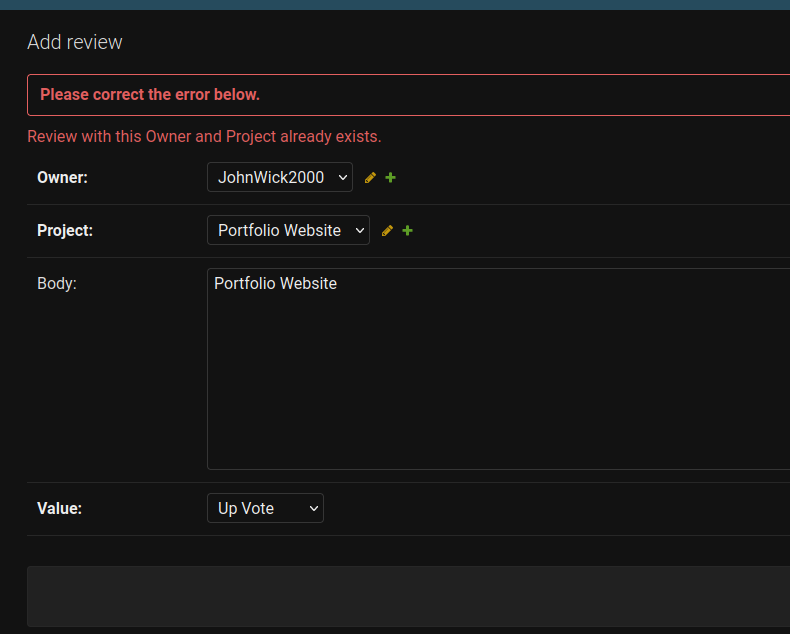 Add review
Please correct the error below.
Review with this Owner and Project already exists.
Owner: JohnWick2000
Project: Portfolio Website
Body: Portfolio Website
Value: Up Vote